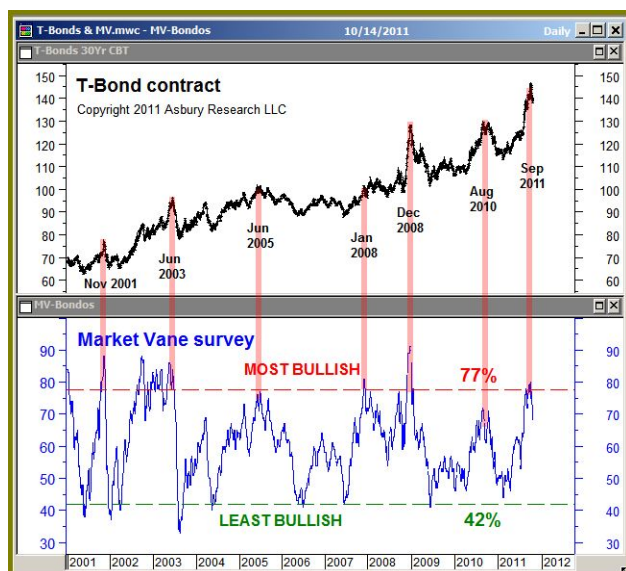 T-Bonds & MV.mwc - MV-Bondos 10/14/2011 Daily
T-Bonds 30Yr CBT
T-Bond contract
Copyright 2011 Asbury Research LLC
150 150
140 140
130 130
120 120
110 110
100 100
90 90
80 80
70 70
60 60
Nov 2001
Jun
2003
Jun
2005
Jan
2008
Dec
2008
Aug
2010
Sep
2011
MV-Bondos
Market Vane survey
MOST BULLISH 77%
90 90
80 80
70 70
60 60
50 50
40 40
30 30
LEAST BULLISH 42%
2001 2002 2003 2004 2005 2006 2007 2008 2009 2010 2011 2012